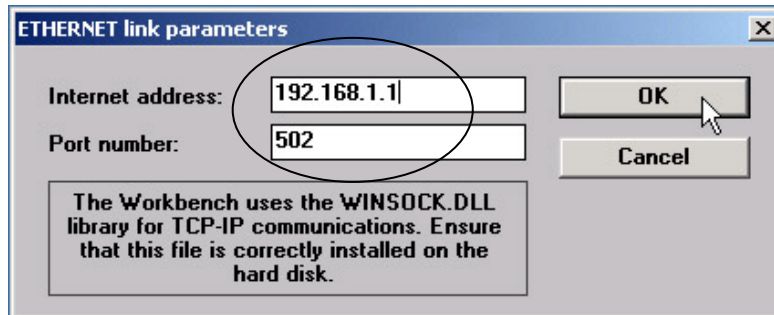 ETHERNET link parameters
Internet address: 192.168.1.1 OK
Port number: 502
Cancel
The Workbench uses the WINSOCK.DLL
library for TCP-IP communications. Ensure
that this file is correctly installed on the
hard disk.